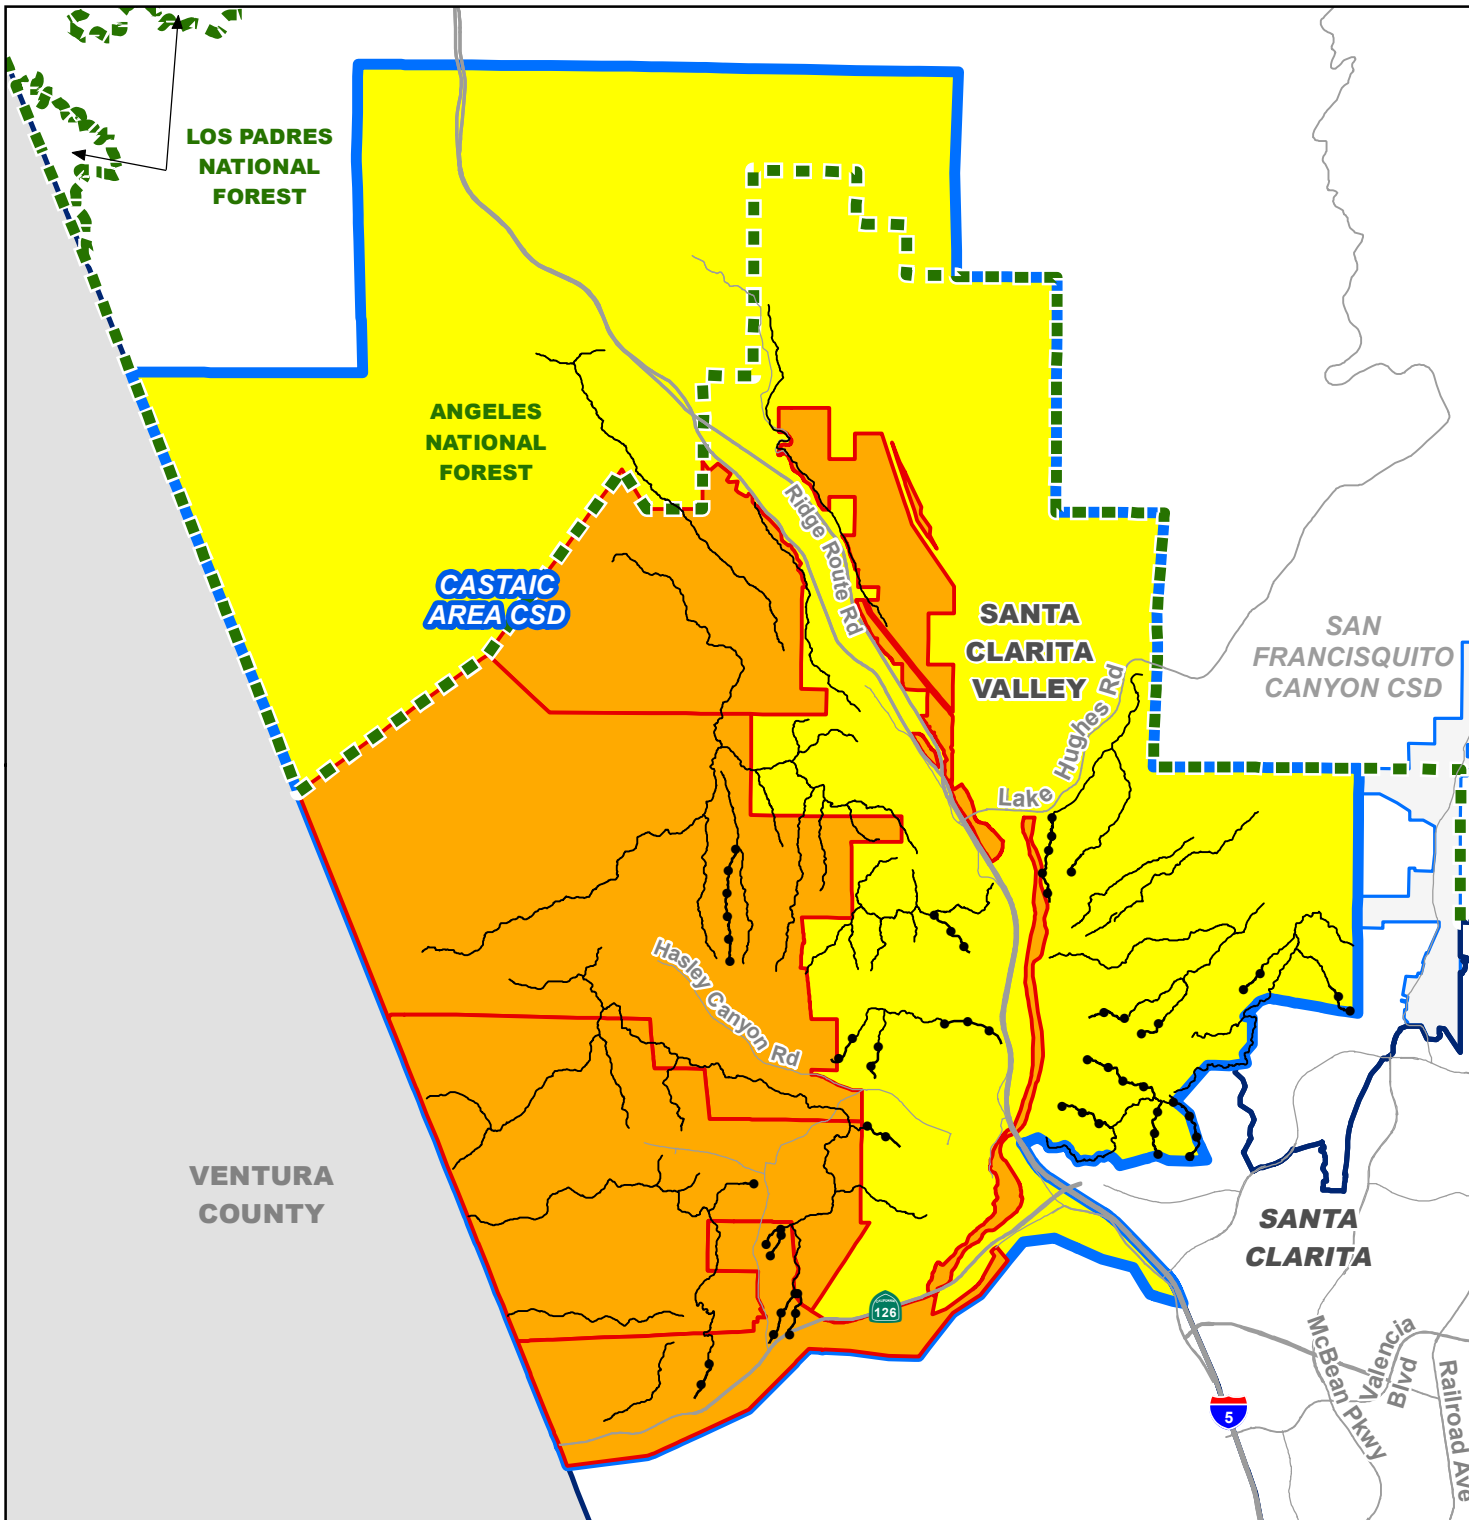 LOS PADRES
NATIONAL
FOREST
ANGELES
NATIONAL
FOREST
CASTAIC
AREA CSD
Ridge Route Rd
SANTA
CLARITA
VALLEY
SAN
FRANCISQUITO
CANYON CSD
Lake Hughes Rd
Hasley Canyon Rd
VENTURA
COUNTY
SANTA
CLARITA
CALIFORNIA
126
McBean Pkwy
Valencia
Blvd
Railroad Ave
5